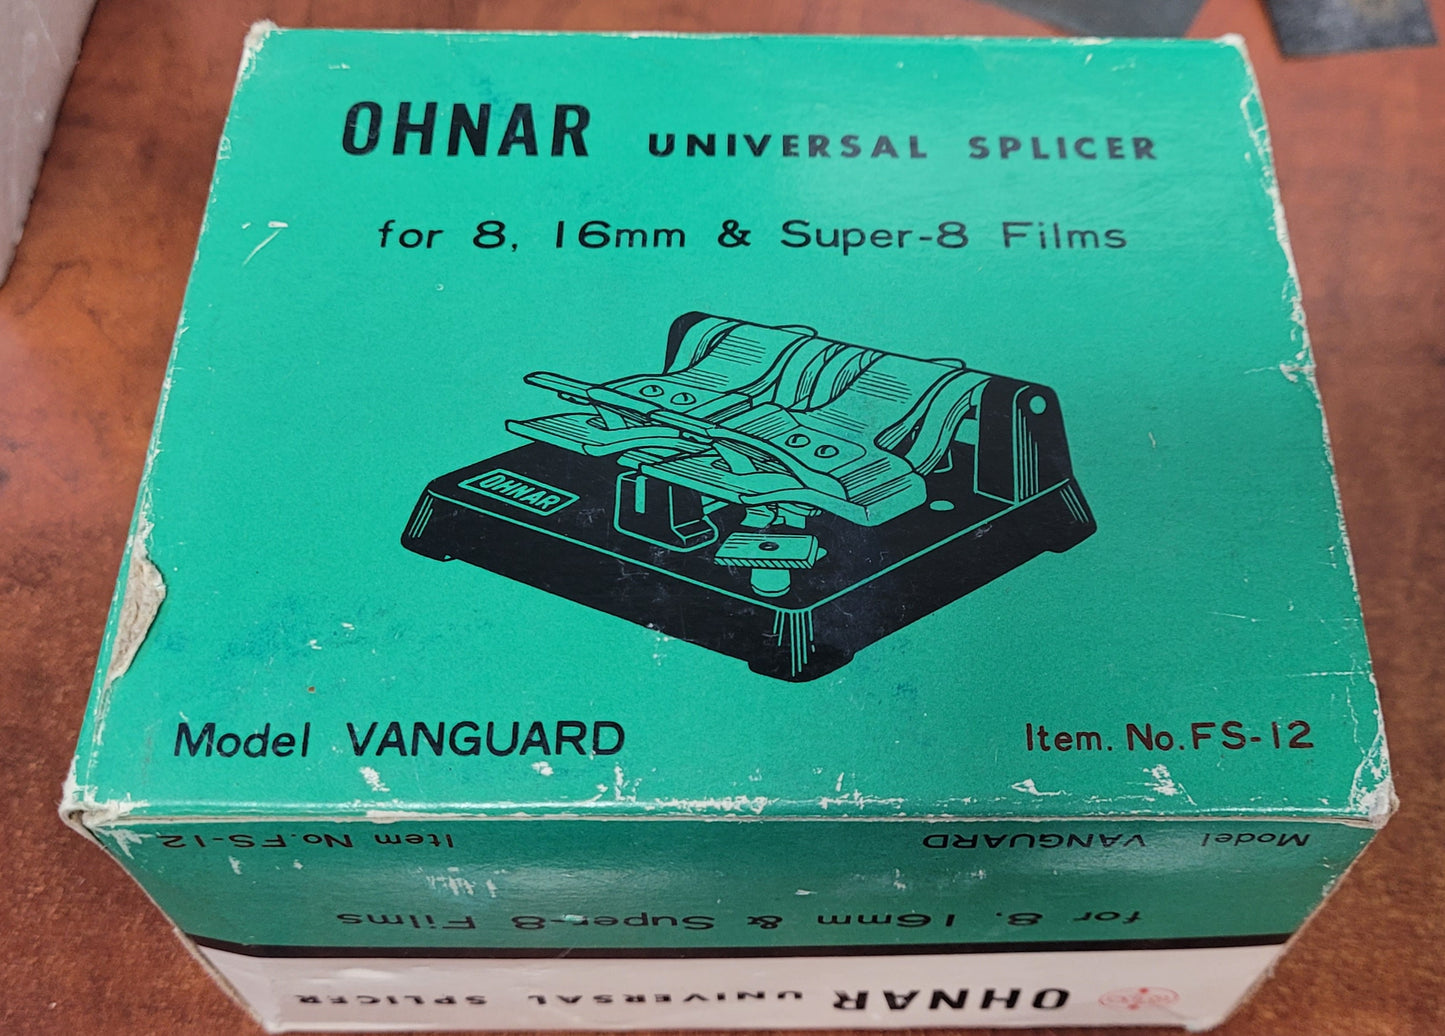 OHNAR UNIVERSAL SPLICER
for 8, 16mm & Super-8 Films
OHNAR
Model VANGUARD
Item. No.FS-12
Model VANGUARD
Item No.FS-12
for 8, 16mm & Super-8 Films
OHNAR UNIVERSAL SPLICER